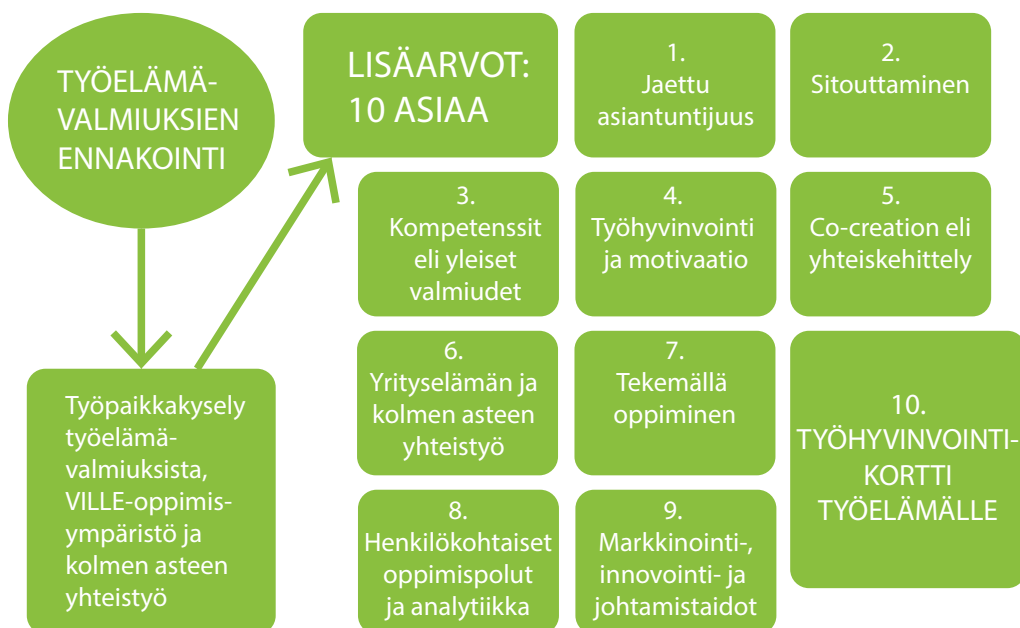 TYÖELÄMÄ-
VALMIUKSIEN
ENNAKOINTI
Työpaikkakysely
työelämä-
valmiuksista,
VILLE-oppimis-
ympäristö ja
kolmen asteen
yhteistyö
LISÄARVOT:
10 ASIAA
1.
Jaettu
asiantuntijuus
2.
Sitouttaminen
3.
Kompetenssit
eli yleiset
valmiudet
4.
Työhyvinvointi
ja motivaatio
5.
Co-creation eli
yhteiskehittely
6.
Yrityselämän ja
kolmen asteen
yhteistyö
7.
Tekemällä
oppiminen
8.
Henkilökohtaiset
oppimispolut
ja analytiikka
9.
Markkinointi-,
innovointi- ja
johtamistaidot
10.
TYÖHYVINVOINTI-
KORTTI
TYÖELÄMÄLLE